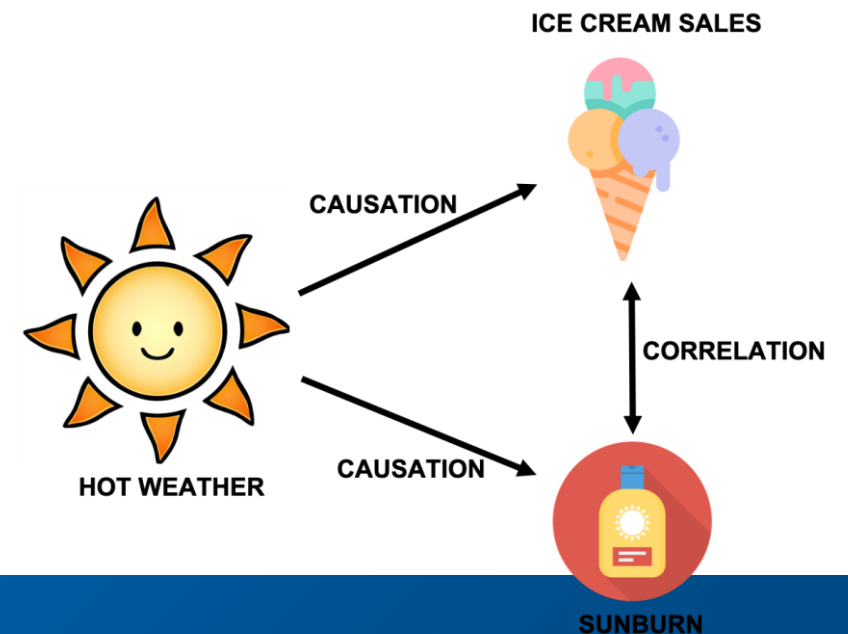 ICE CREAM SALES
CAUSATION
CORRELATION
CAUSATION
HOT WEATHER
SUNBURN